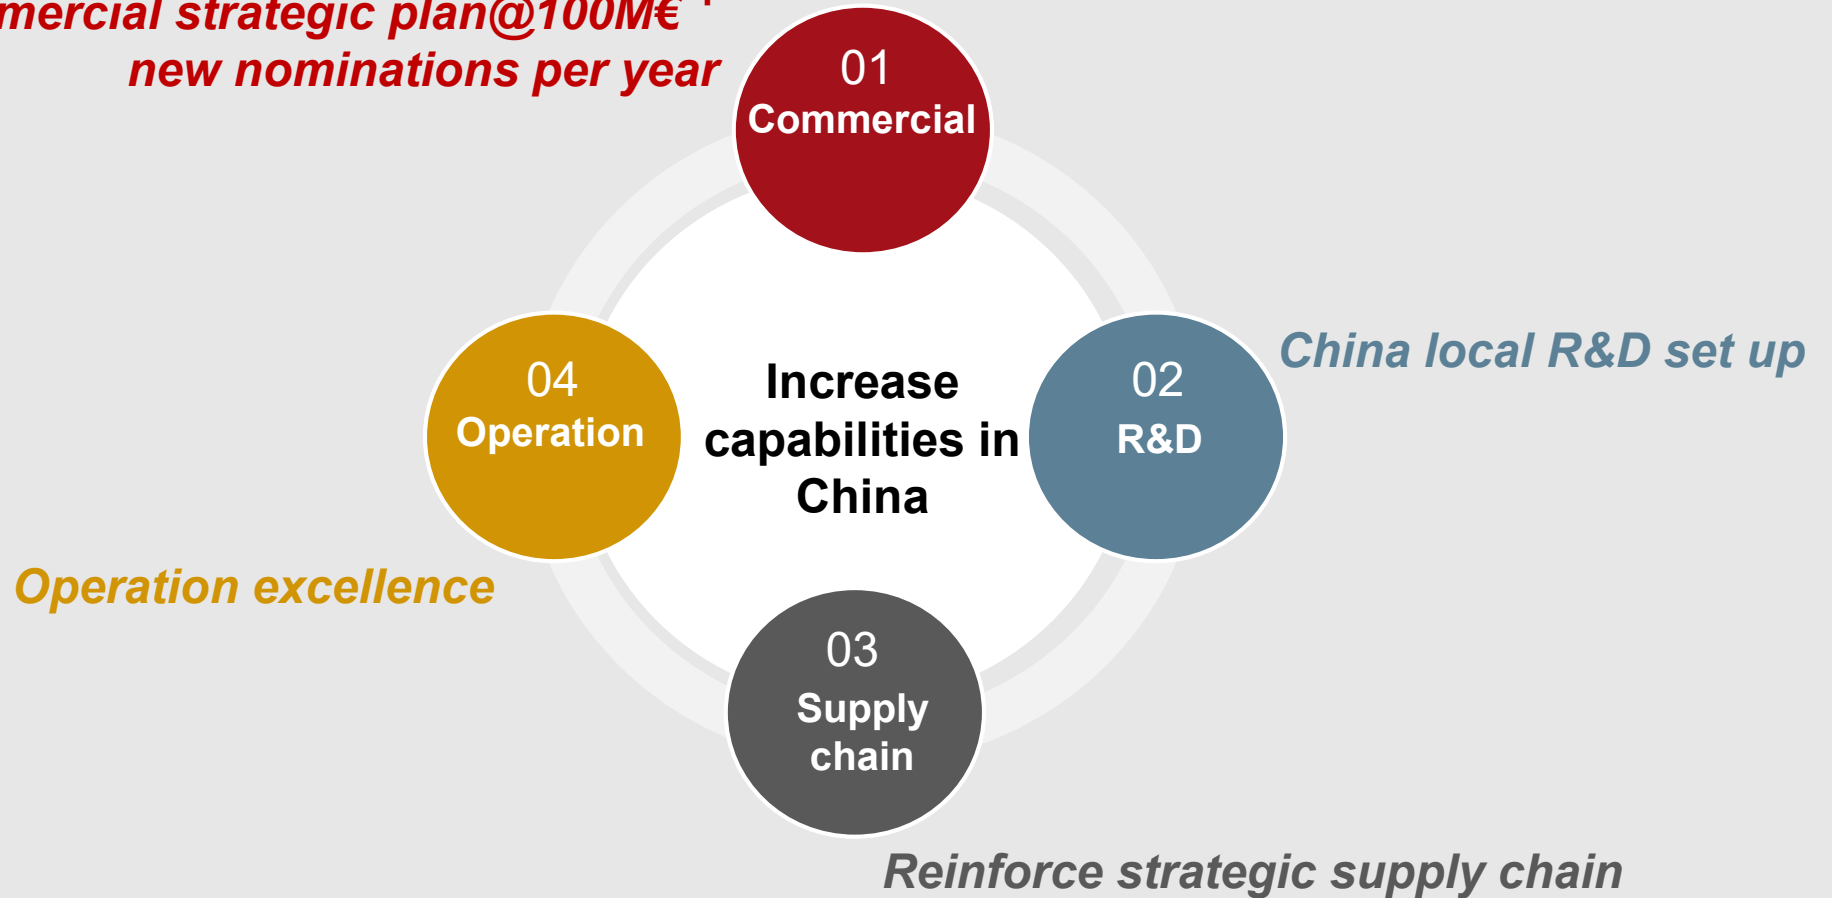 strategic plan@100M€
new nominations per year
01
Commercial
02
R&D
China local R&D set up
04
Operation
Increase
capabilities in
China
Operation excellence
03
Supply
chain
Reinforce strategic supply chain